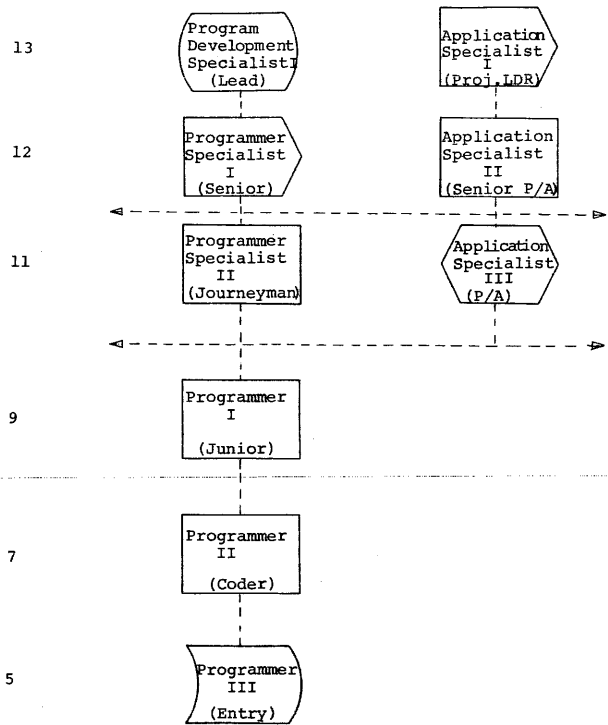 13
Program
Development
SpecialistI
(Lead)
Application
Specialist
I
(Proj.LDR)
12
Programmer
Specialist
I
(Senior)
Application
Specialist
II
(Senior P/A)
11
Programmer
Specialist
II
(Journeyman)
Application
Specialist
III
(P/A)
9
Programmer
I
(Junior)
7
Programmer
II
(Coder)
5
Programmer
III
(Entry)